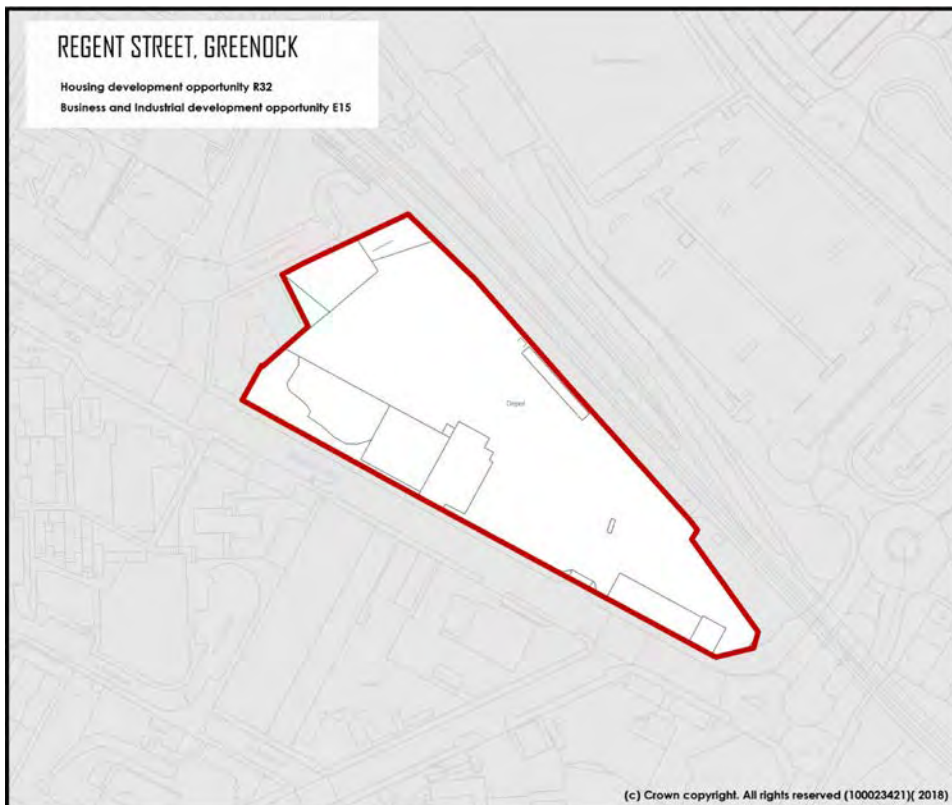 REGENT STREET, GREENOCK
Housing development opportunity R32
Business and Industrial development opportunity E15
Depot
(c) Crown copyright. All rights reserved (100023421)( 2018)